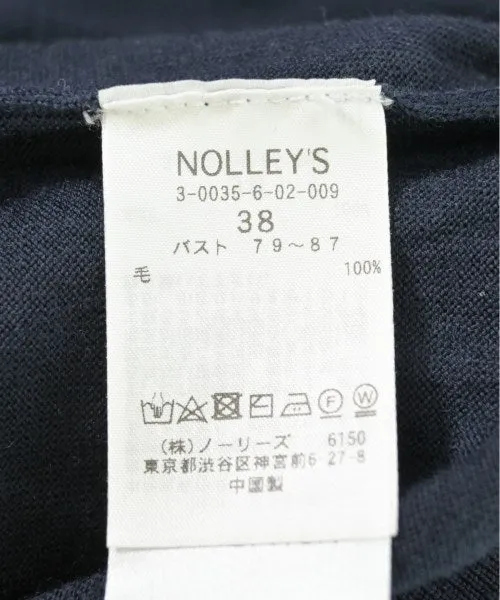 NOLLEY'S
3-0035-6-02-009
38
バスト 79～87
毛 100%
F W
(株)ノーリーズ 6150
東京都渋谷区神宮前6-27-8
中国製